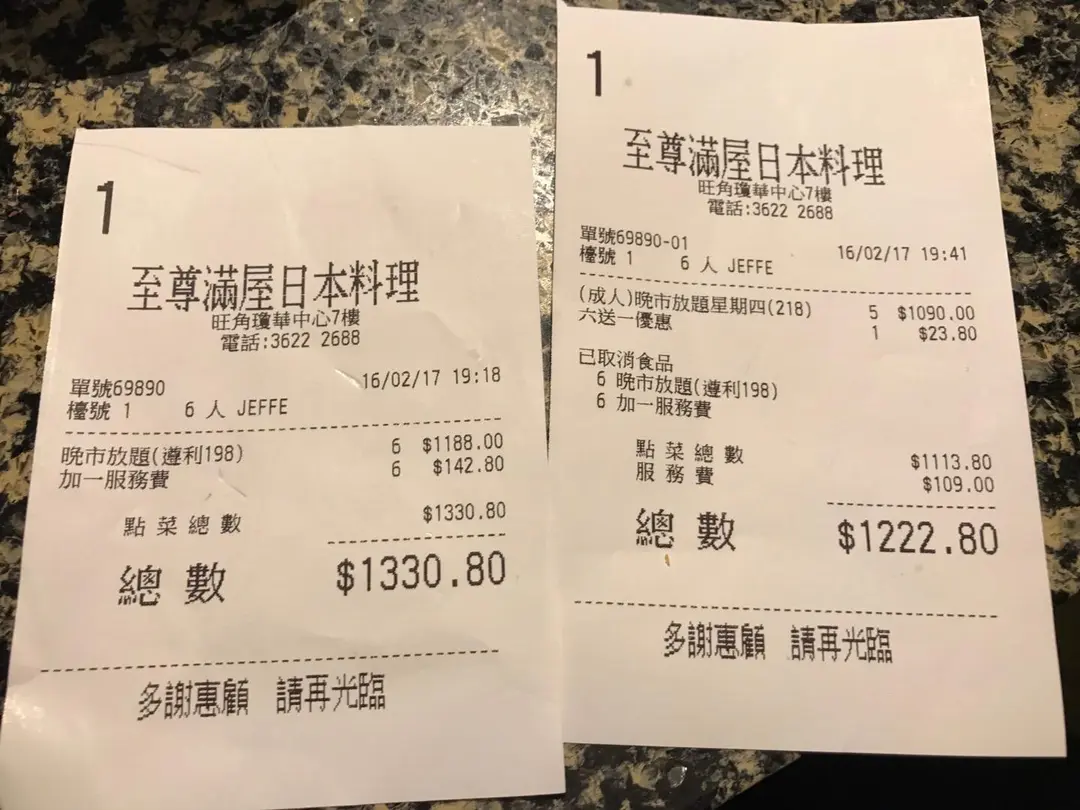 1
至尊滿屋日本料理
旺角瓊華中心7樓
電話:3622 2688
單號69890 16/02/17 19:18
檯號 1 6 人 JEFFE
晚市放題(遵利198) 6 $1188.00
加一服務費 6 $142.80
點菜總數 $1330.80
總數 $1330.80
多謝惠顧 請再光臨
1
至尊滿屋日本料理
旺角瓊華中心7樓
電話:3622 2688
單號69890-01 16/02/17 19:41
檯號 1 6 人 JEFFE
(成人)晚市放題星期四(218) 5 $1090.00
六送一優惠 1 $23.80
已取消食品
6 晚市放題(遵利198)
6 加一服務費
點菜總數 $1113.80
服務費 $109.00
總數 $1222.80
多謝惠顧 請再光臨